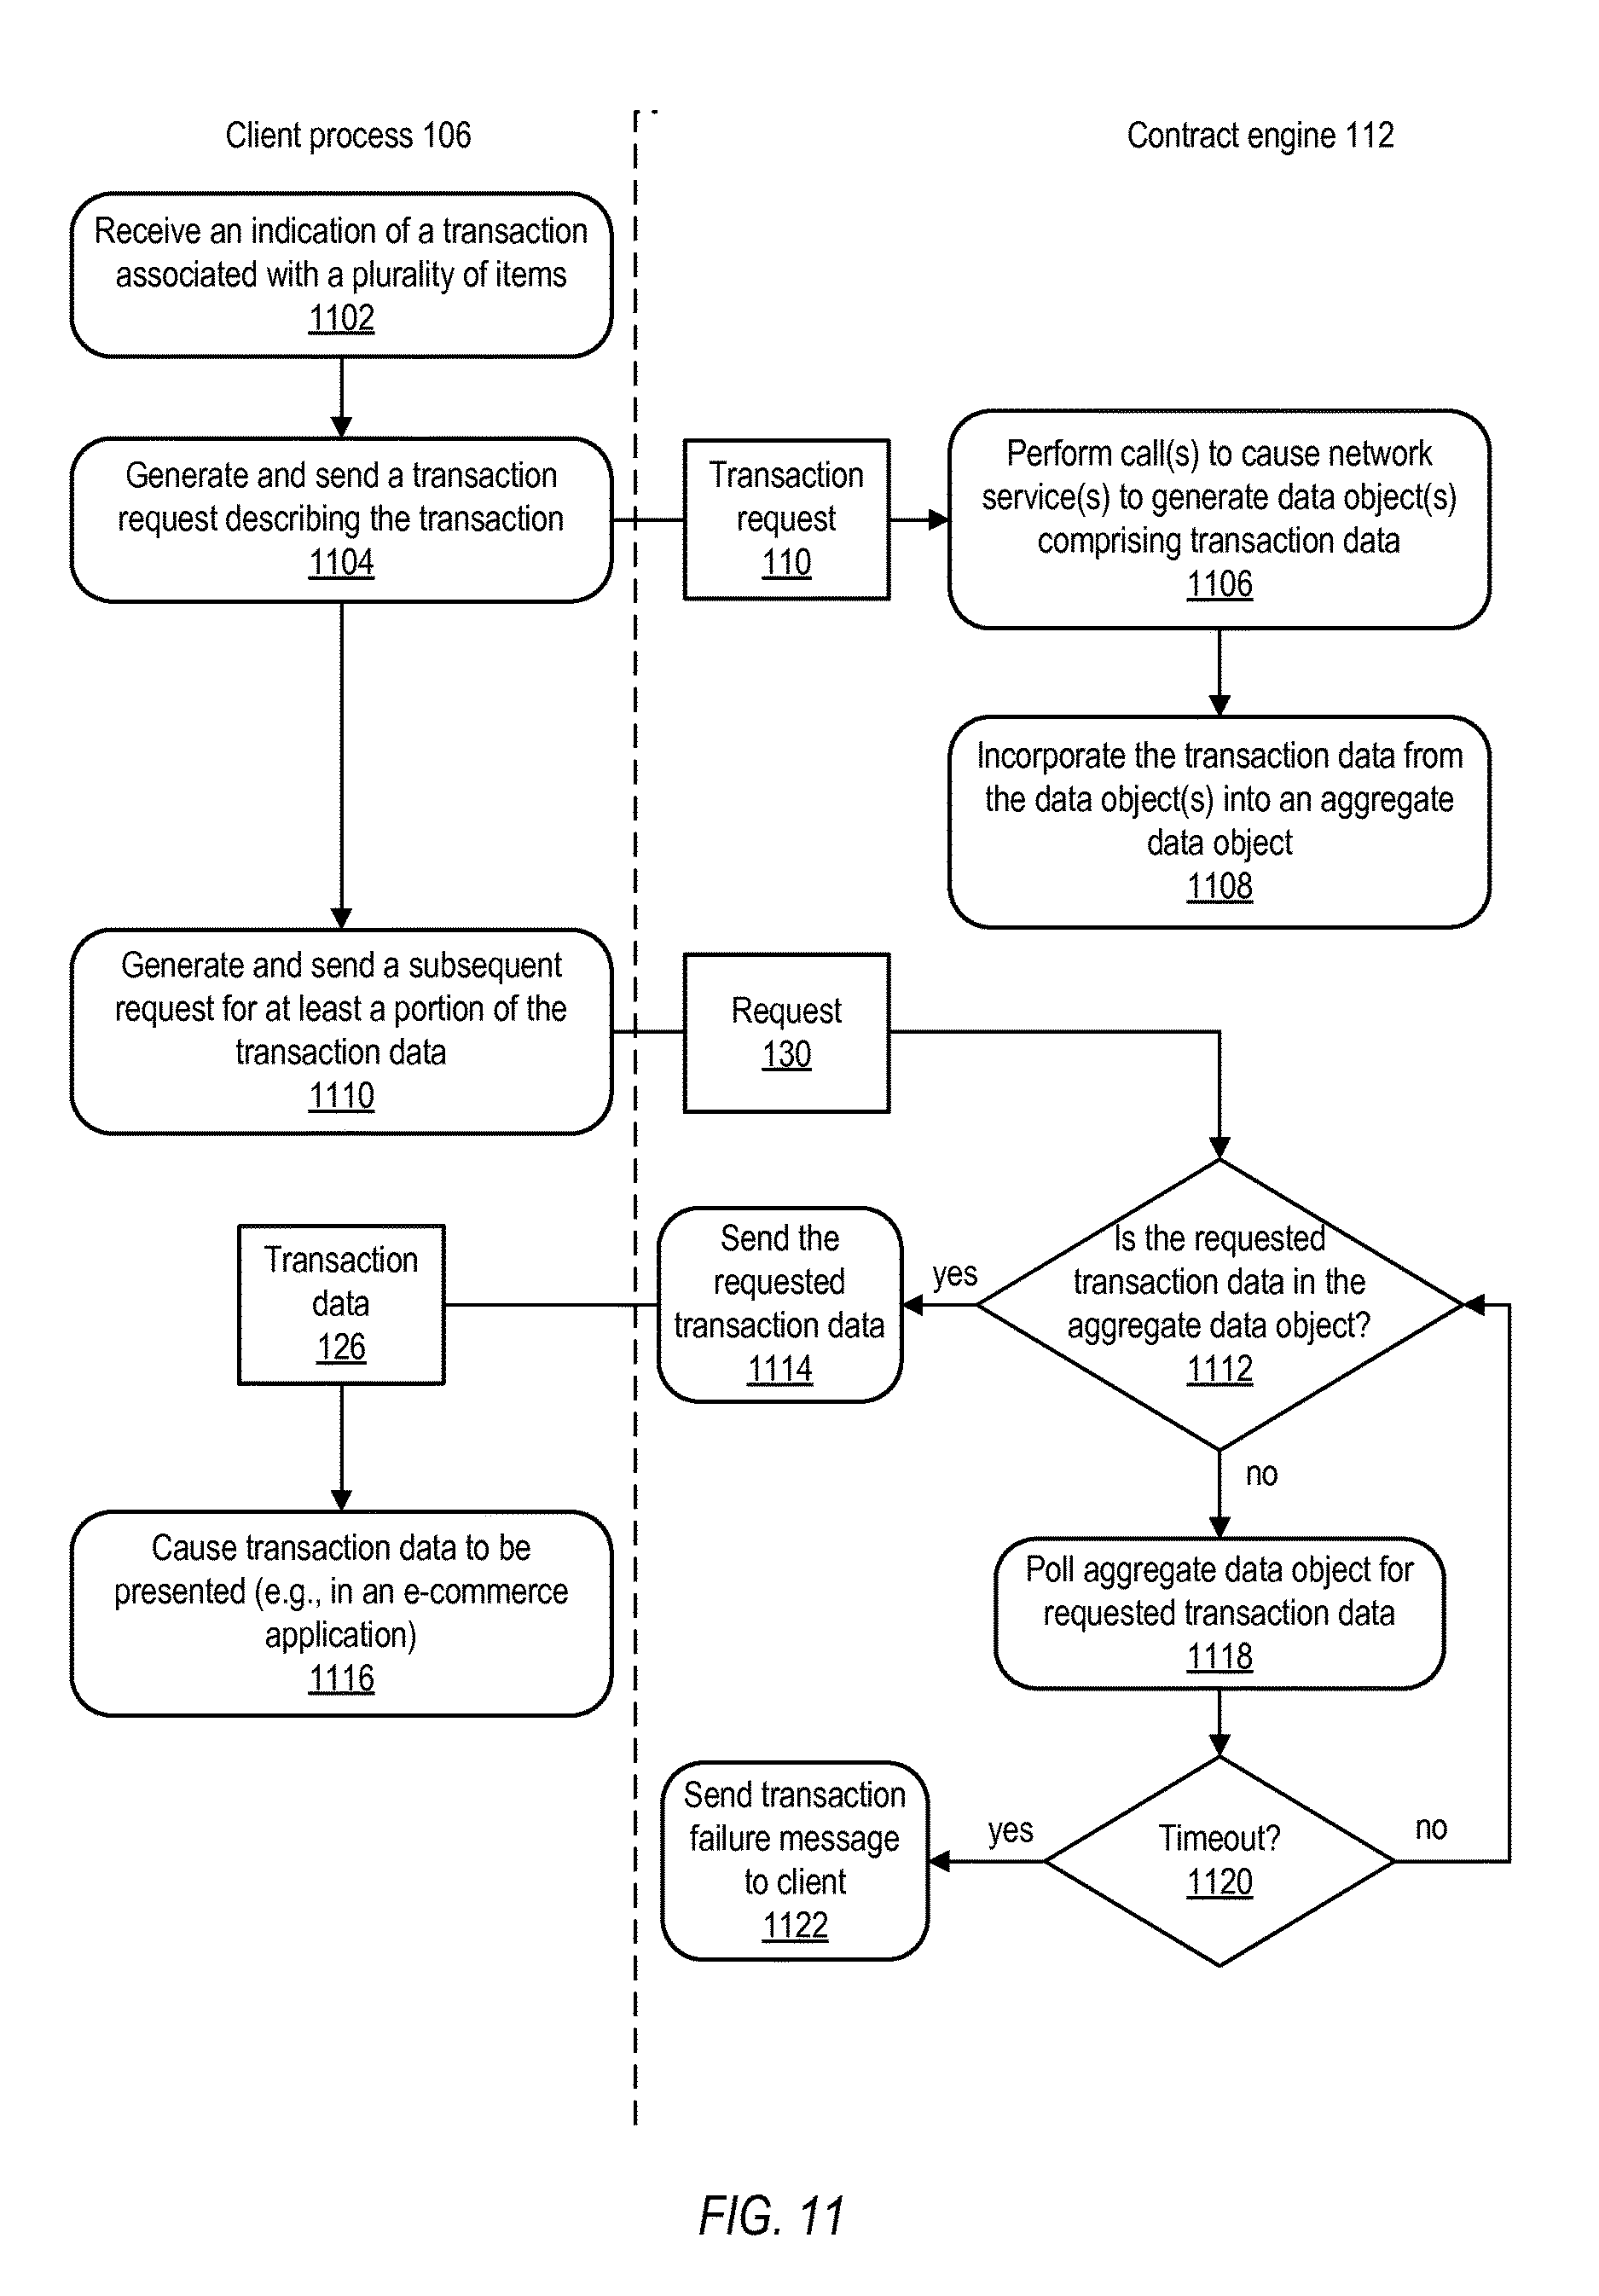 Client process 106
Contract engine 112
Receive an indication of a transaction
associated with a plurality of items
1102
Generate and send a transaction
request describing the transaction
1104
Transaction
request
110
Perform call(s) to cause network
service(s) to generate data object(s)
comprising transaction data
1106
Incorporate the transaction data from
the data object(s) into an aggregate
data object
1108
Generate and send a subsequent
request for at least a portion of the
transaction data
1110
Request
130
Is the requested
transaction data in the
aggregate data object?
1112
yes
Send the
requested
transaction data
1114
Transaction
data
126
no
Cause transaction data to be
presented (e.g., in an e-commerce
application)
1116
Poll aggregate data object for
requested transaction data
1118
Timeout?
1120
yes
no
Send transaction
failure message
to client
1122
FIG. 11